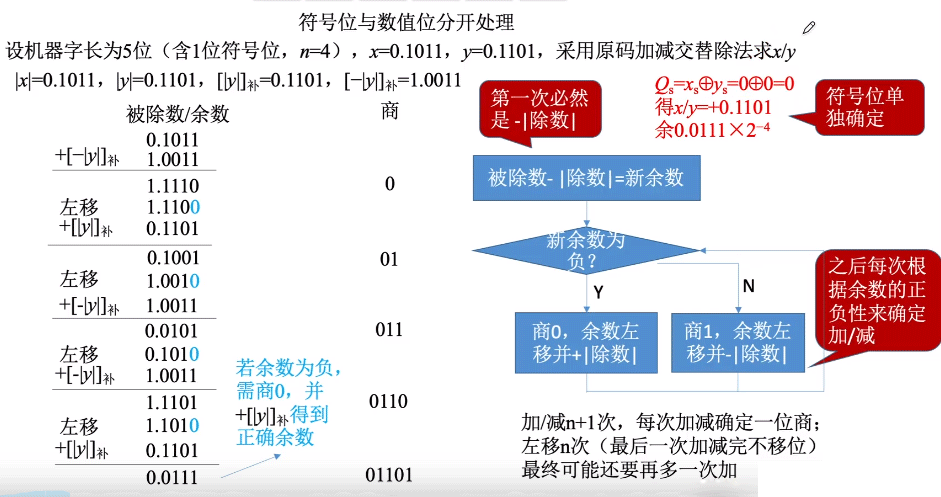 符号位与数值位分开处理
设机器字长为5位（含1位符号位，n=4），x=0.1011，y=0.1101，采用原码加减交替除法求x/y
|x|=0.1011，|y|=0.1101，[|y|]补=0.1101，[−|y|]补=1.0011
被除数/余数 商
0.1011
+[−|y|]补 1.0011
1.1110 0
左移 1.1100
+[|y|]补 0.1101
0.1001 01
左移 1.0010
+[-|y|]补 1.0011
0.0101 011
左移 0.1010
+[-|y|]补 1.0011
1.1101 0110
左移 1.1010
+[|y|]补 0.1101
0.0111 01101
若余数为负，
需商0，并
+[|y|]补得到
正确余数
第一次必然
是 -|除数|
Qs=xs⊕ys=0⊕0=0
得x/y=+0.1101
余0.0111×2−4
符号位单
独确定
被除数- |除数|=新余数
新余数为
负？
Y
N
商0，余数左
移并+|除数|
商1，余数左
移并-|除数|
之后每次根
据余数的正
负性来确定
加/减
加/减n+1次，每次加减确定一位商；
左移n次（最后一次加减完不移位）
最终可能还要再多一次加